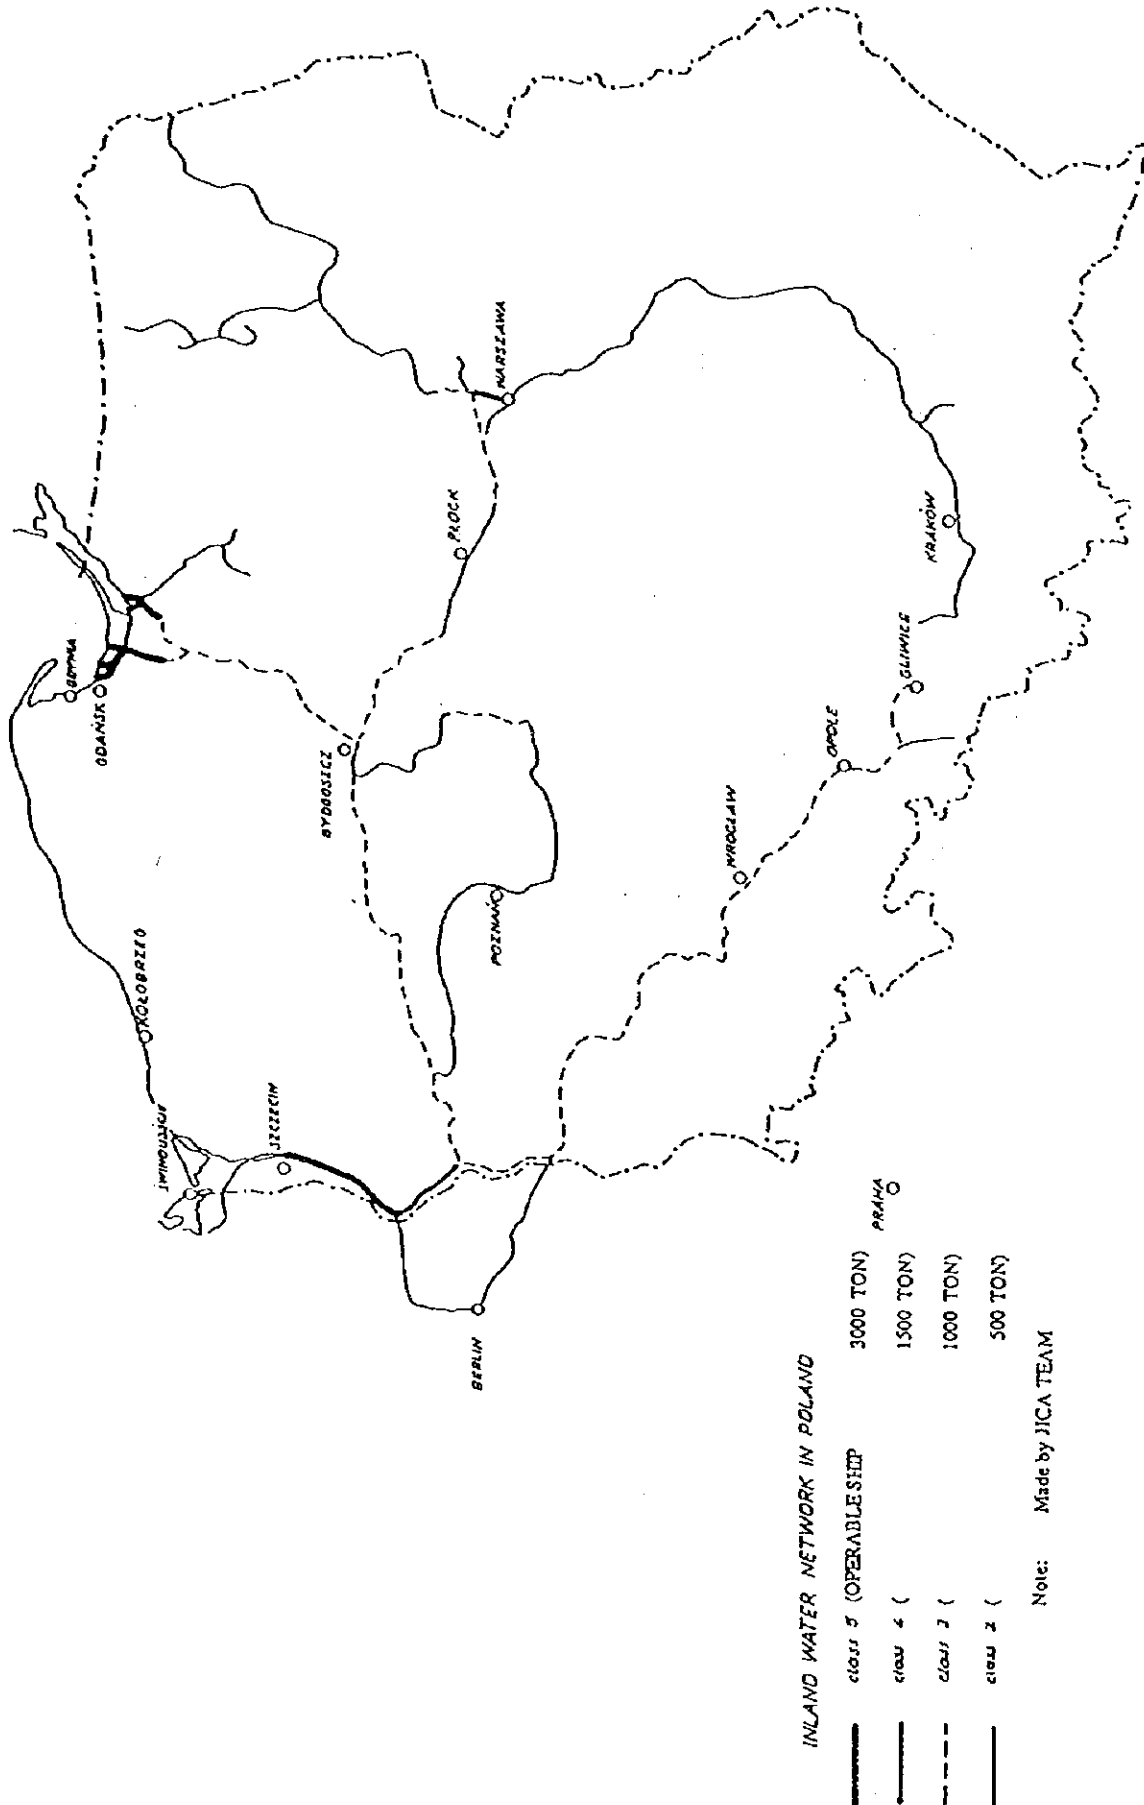 GDYNIA
GDAŃSK
KOŁOBRZEG
ŚWINOUJŚCIE
SZCZECIN
BYDGOSZCZ
PŁOCK
WARSZAWA
POZNAŃ
BERLIN
WROCŁAW
OPOLE
GLIWICE
KRAKÓW
PRAHA
INLAND WATER NETWORK IN POLAND
class 5 (OPERABLE SHIP 3000 TON)
class 4 ( 1500 TON)
class 3 ( 1000 TON)
class 2 ( 500 TON)
Note: Made by JICA TEAM